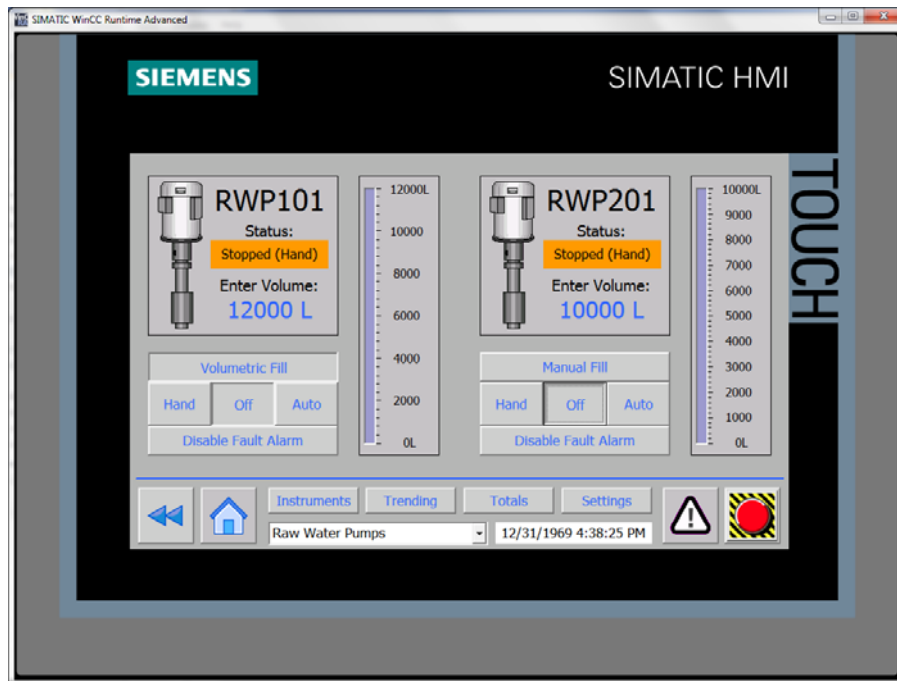 SIMATIC WinCC Runtime Advanced
SIEMENS
SIMATIC HMI
TOUCH
RWP101
Status:
Stopped (Hand)
Enter Volume:
12000 L
12000L
10000
8000
6000
4000
2000
0L
Volumetric Fill
Hand Off Auto
Disable Fault Alarm
RWP201
Status:
Stopped (Hand)
Enter Volume:
10000 L
10000L
9000
8000
7000
6000
5000
4000
3000
2000
1000
0L
Manual Fill
Hand Off Auto
Disable Fault Alarm
Instruments Trending Totals Settings
Raw Water Pumps 12/31/1969 4:38:25 PM